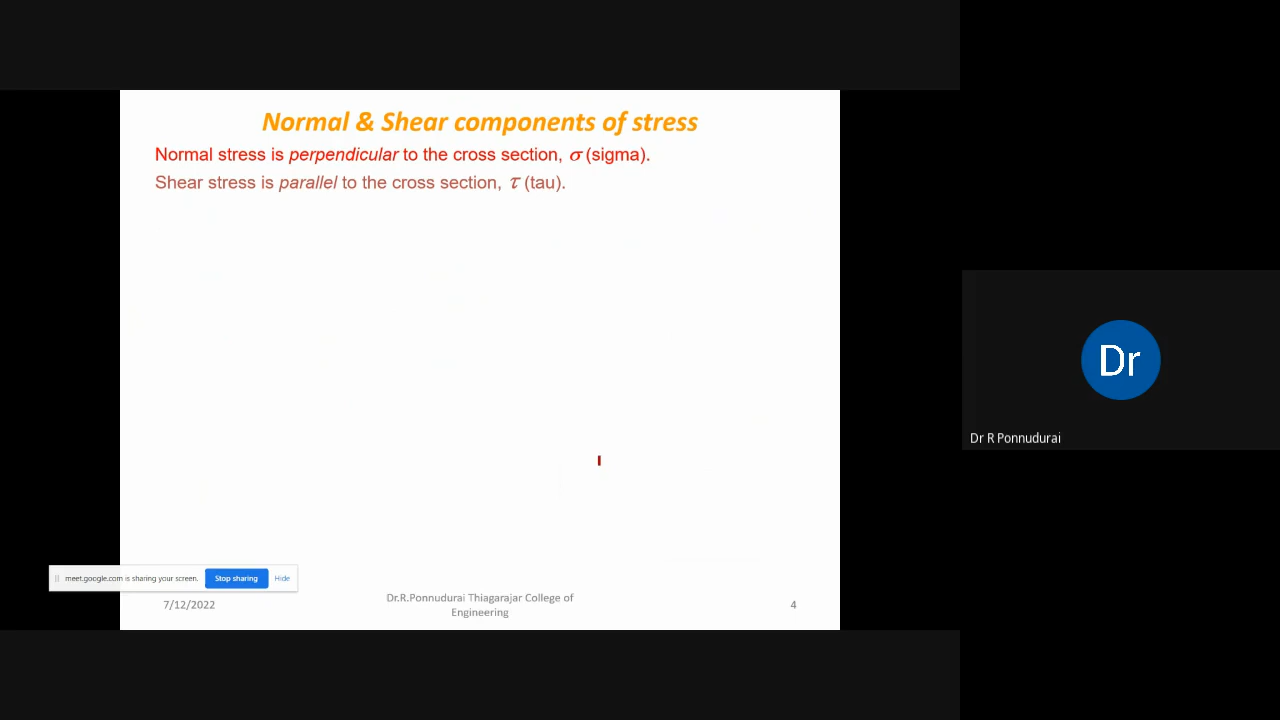 Normal & Shear components of stress
Normal stress is perpendicular to the cross section, σ (sigma).
Shear stress is parallel to the cross section, τ (tau).
Dr
Dr R Ponnudurai
meet.google.com is sharing your screen. Stop sharing Hide
7/12/2022
Dr.R.Ponnudurai Thiagarajar College of
Engineering
4